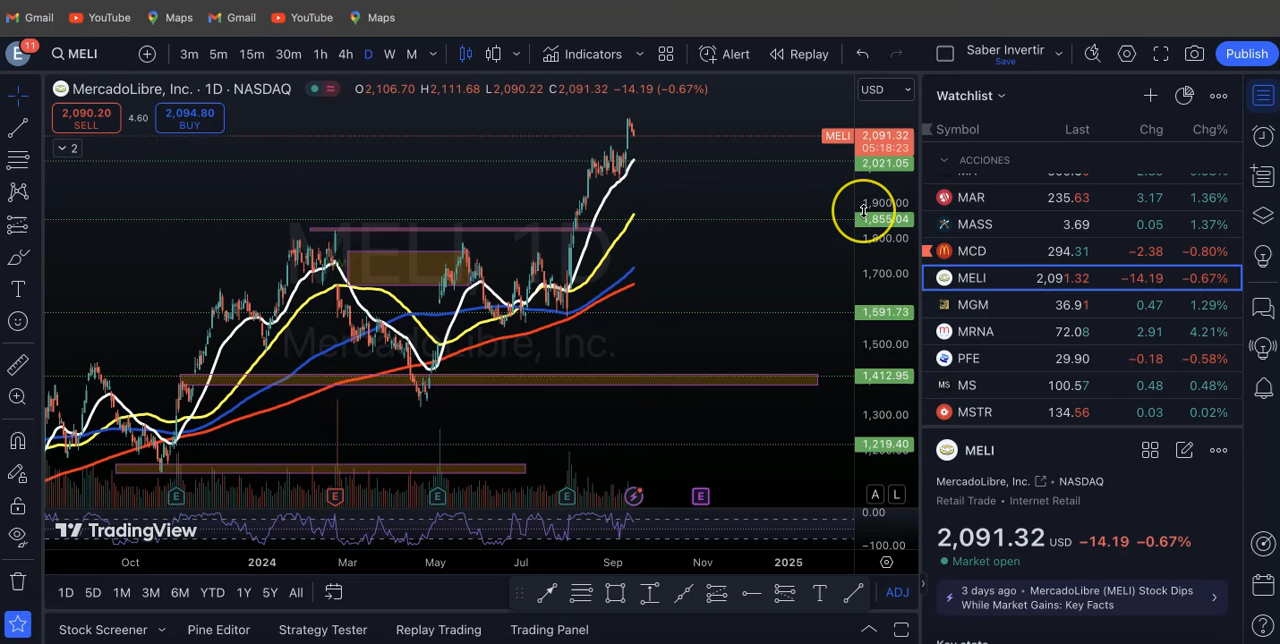 Gmail YouTube Maps Gmail YouTube Maps
E 11 MELI 3m 5m 15m 30m 1h 4h D W M Indicators Alert Replay Saber Invertir Save Publish
MercadoLibre, Inc. · 1D · NASDAQ O2,106.70 H2,111.68 L2,090.22 C2,091.32 −14.19 (−0.67%) USD
2,090.20 SELL 4.60 2,094.80 BUY
2
MELI 2,091.32
05:18:23
2,021.05
1,900.00
1,855.04
1,800.00
1,700.00
1,591.73
1,500.00
1,412.95
1,300.00
1,219.40
MELI 1D
MercadoLibre, Inc.
E E E E E
A L
0.00
−100.00
TradingView
Oct 2024 Mar May Jul Sep Nov 2025
1D 5D 1M 3M 6M YTD 1Y 5Y All ADJ
Stock Screener Pine Editor Strategy Tester Replay Trading Trading Panel
Watchlist
Symbol Last Chg Chg%
ACCIONES
MAR 235.63 3.17 1.36%
MASS 3.69 0.05 1.37%
MCD 294.31 −2.38 −0.80%
MELI 2,091.32 −14.19 −0.67%
MGM 36.91 0.47 1.29%
MRNA 72.08 2.91 4.21%
PFE 29.90 −0.18 −0.58%
MS MS 100.57 0.48 0.48%
MSTR 134.56 0.03 0.02%
MELI
MercadoLibre, Inc. • NASDAQ
Retail Trade • Internet Retail
2,091.32 USD −14.19 −0.67%
Market open
3 days ago • MercadoLibre (MELI) Stock Dips
While Market Gains: Key Facts